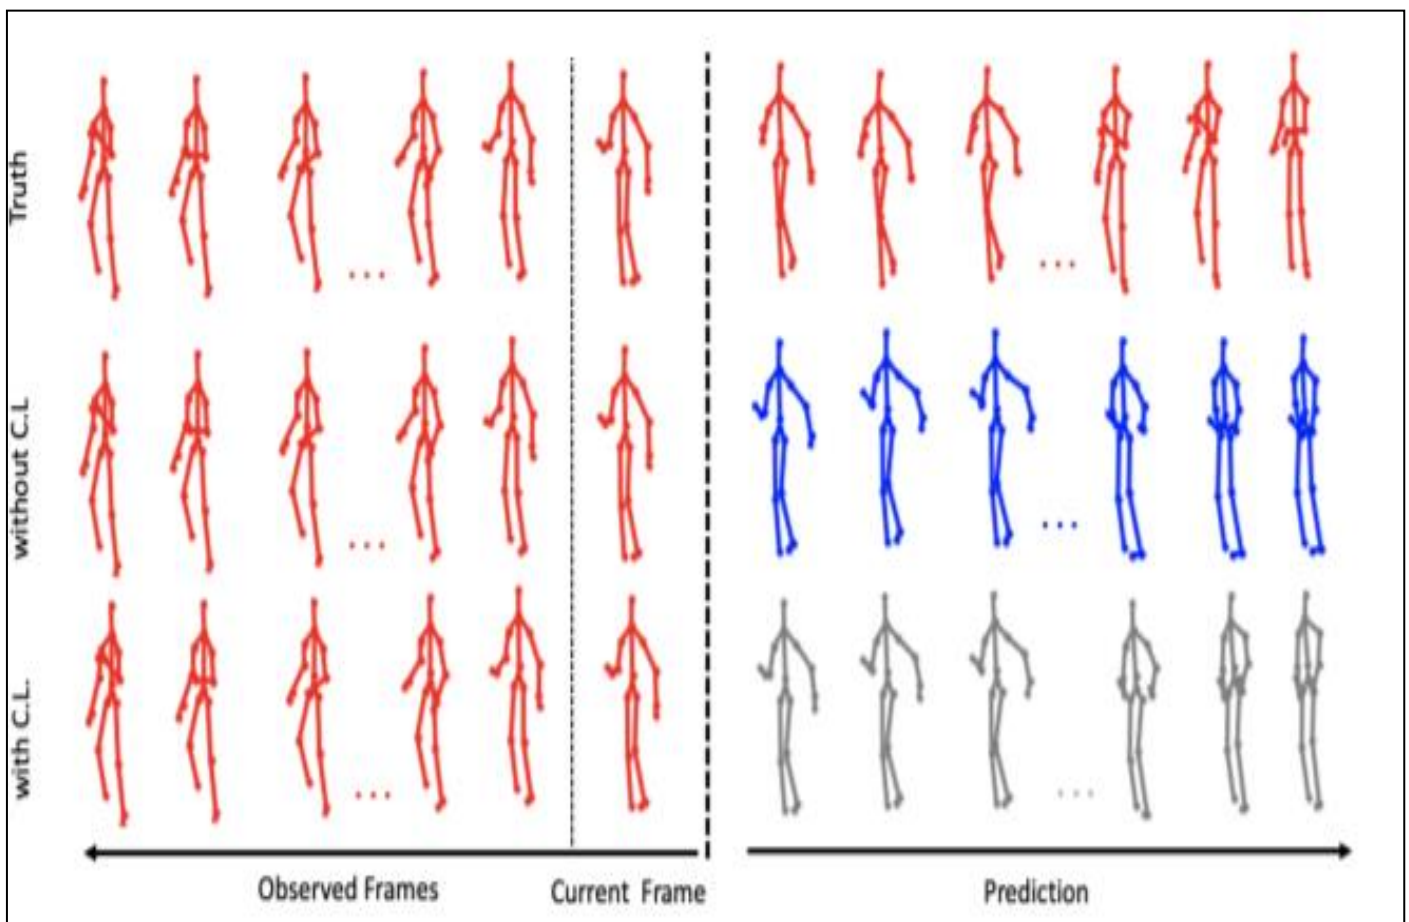 Truth
without C.L
with C.L.
Observed Frames
Current Frame
Prediction